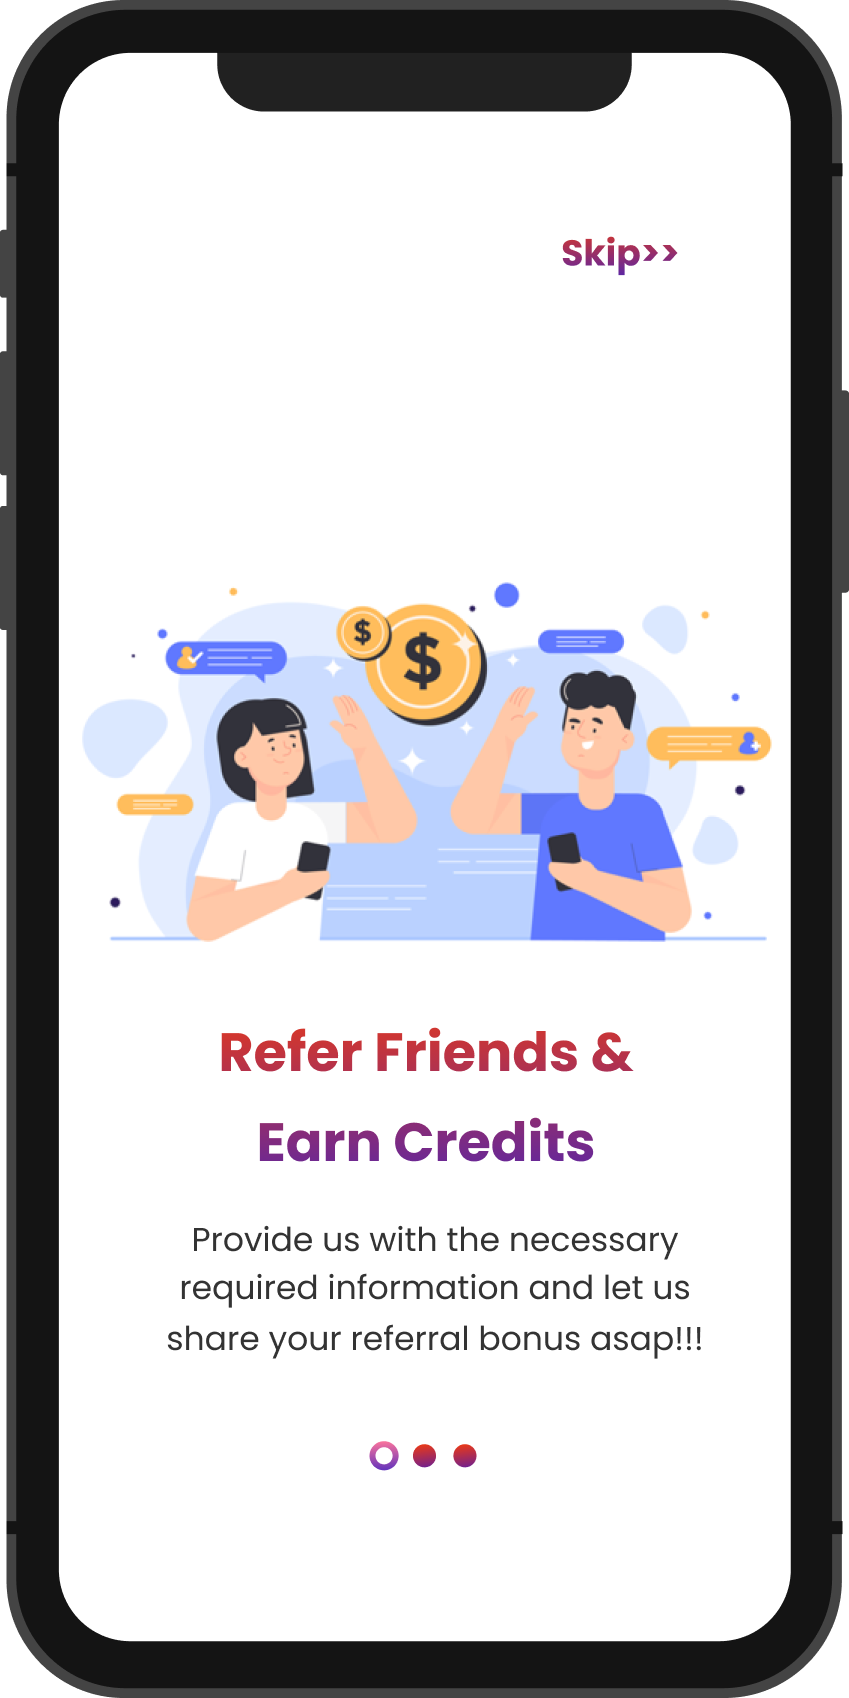 Skip>>
$
$
Refer Friends &
Earn Credits
Provide us with the necessary
required information and let us
share your referral bonus asap!!!